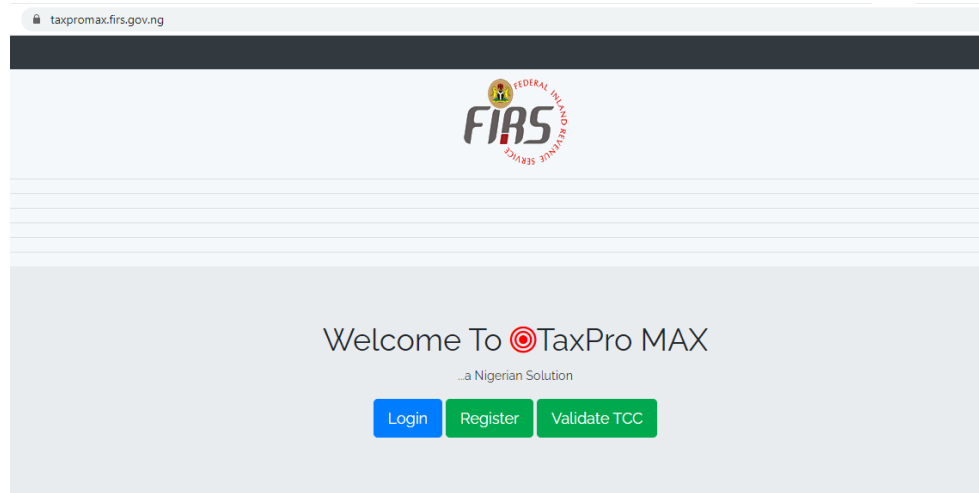 taxpromax.firs.gov.ng
FEDERAL INLAND REVENUE SERVICE
FIRS
Welcome To TaxPro MAX
...a Nigerian Solution
Login Register Validate TCC